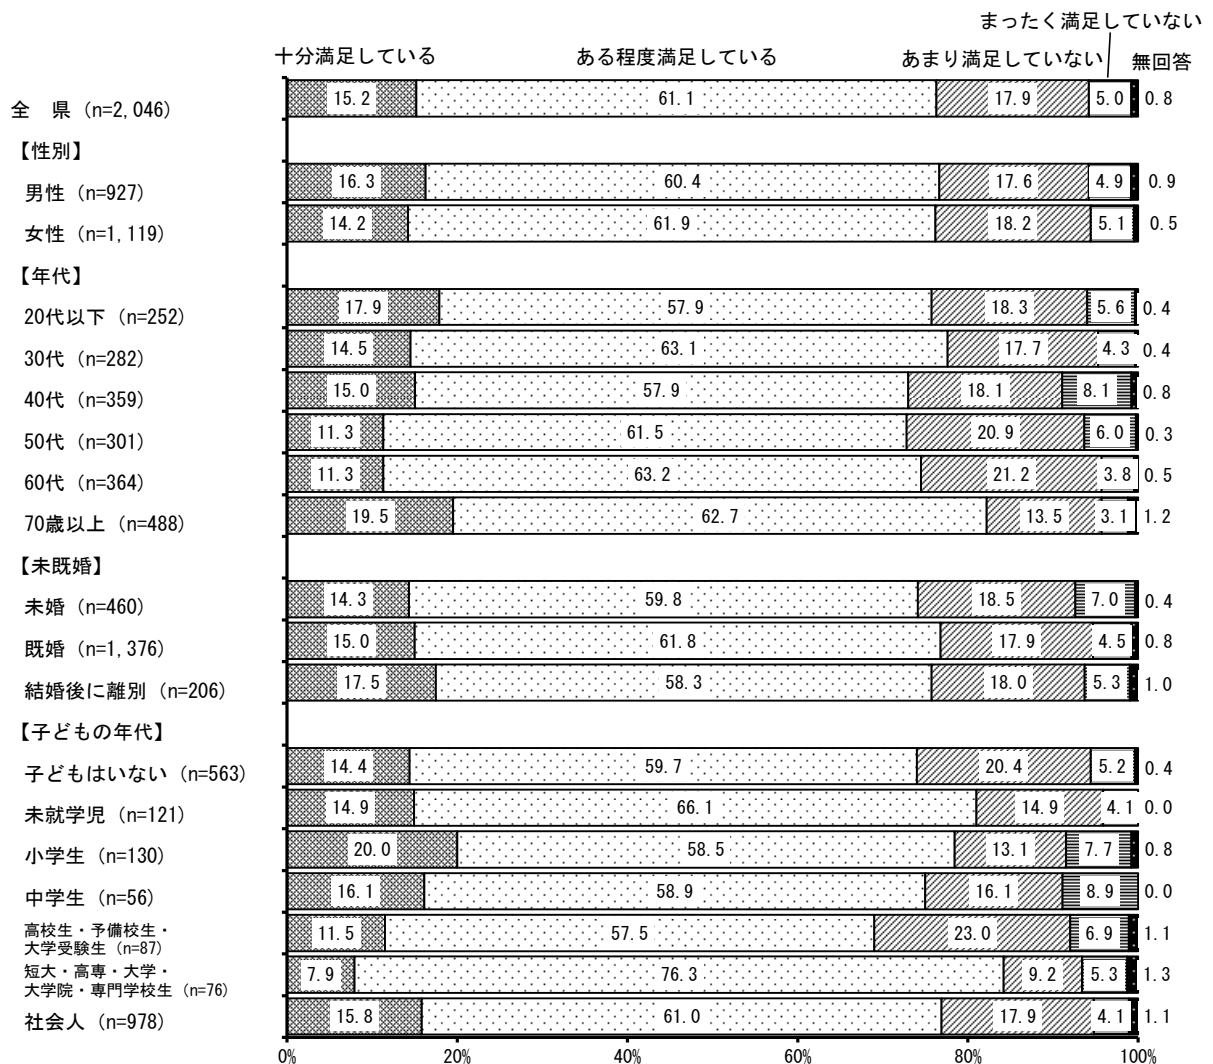 まったく満足していない
十分満足している ある程度満足している あまり満足していない 無回答
全　県 (n=2,046) 15.2 61.1 17.9 5.0 0.8
【性別】
男性 (n=927) 16.3 60.4 17.6 4.9 0.9
女性 (n=1,119) 14.2 61.9 18.2 5.1 0.5
【年代】
20代以下 (n=252) 17.9 57.9 18.3 5.6 0.4
30代 (n=282) 14.5 63.1 17.7 4.3 0.4
40代 (n=359) 15.0 57.9 18.1 8.1 0.8
50代 (n=301) 11.3 61.5 20.9 6.0 0.3
60代 (n=364) 11.3 63.2 21.2 3.8 0.5
70歳以上 (n=488) 19.5 62.7 13.5 3.1 1.2
【未既婚】
未婚 (n=460) 14.3 59.8 18.5 7.0 0.4
既婚 (n=1,376) 15.0 61.8 17.9 4.5 0.8
結婚後に離別 (n=206) 17.5 58.3 18.0 5.3 1.0
【子どもの年代】
子どもはいない (n=563) 14.4 59.7 20.4 5.2 0.4
未就学児 (n=121) 14.9 66.1 14.9 4.1 0.0
小学生 (n=130) 20.0 58.5 13.1 7.7 0.8
中学生 (n=56) 16.1 58.9 16.1 8.9 0.0
高校生・予備校生・
大学受験生 (n=87) 11.5 57.5 23.0 6.9 1.1
短大・高専・大学・
大学院・専門学校生 (n=76) 7.9 76.3 9.2 5.3 1.3
社会人 (n=978) 15.8 61.0 17.9 4.1 1.1
0% 20% 40% 60% 80% 100%